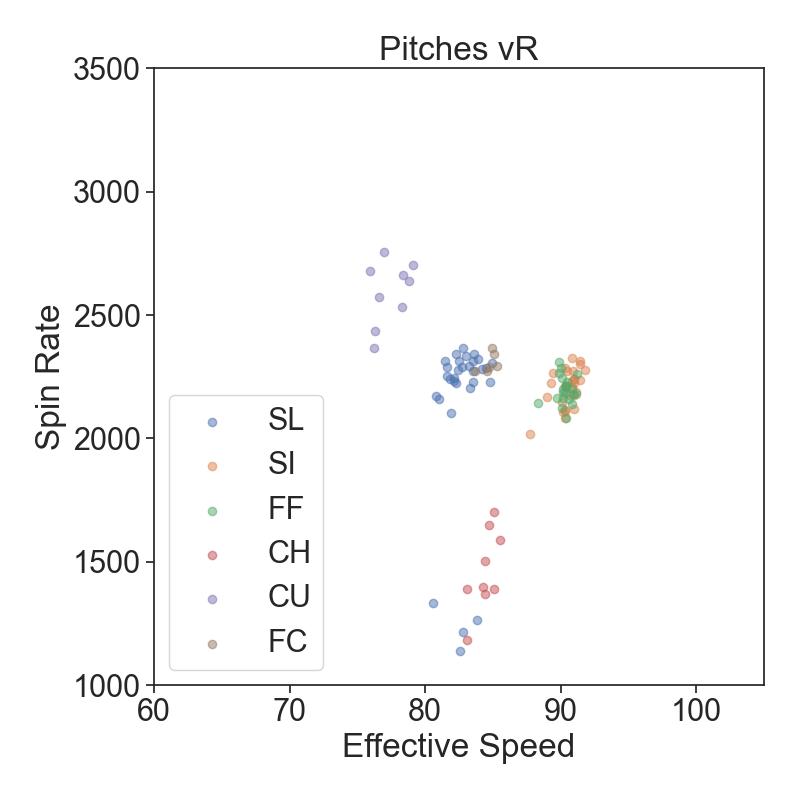 Pitches vR
3500
3000
2500
2000
1500
1000
Spin Rate
SL
SI
FF
CH
CU
FC
60 70 80 90 100
Effective Speed